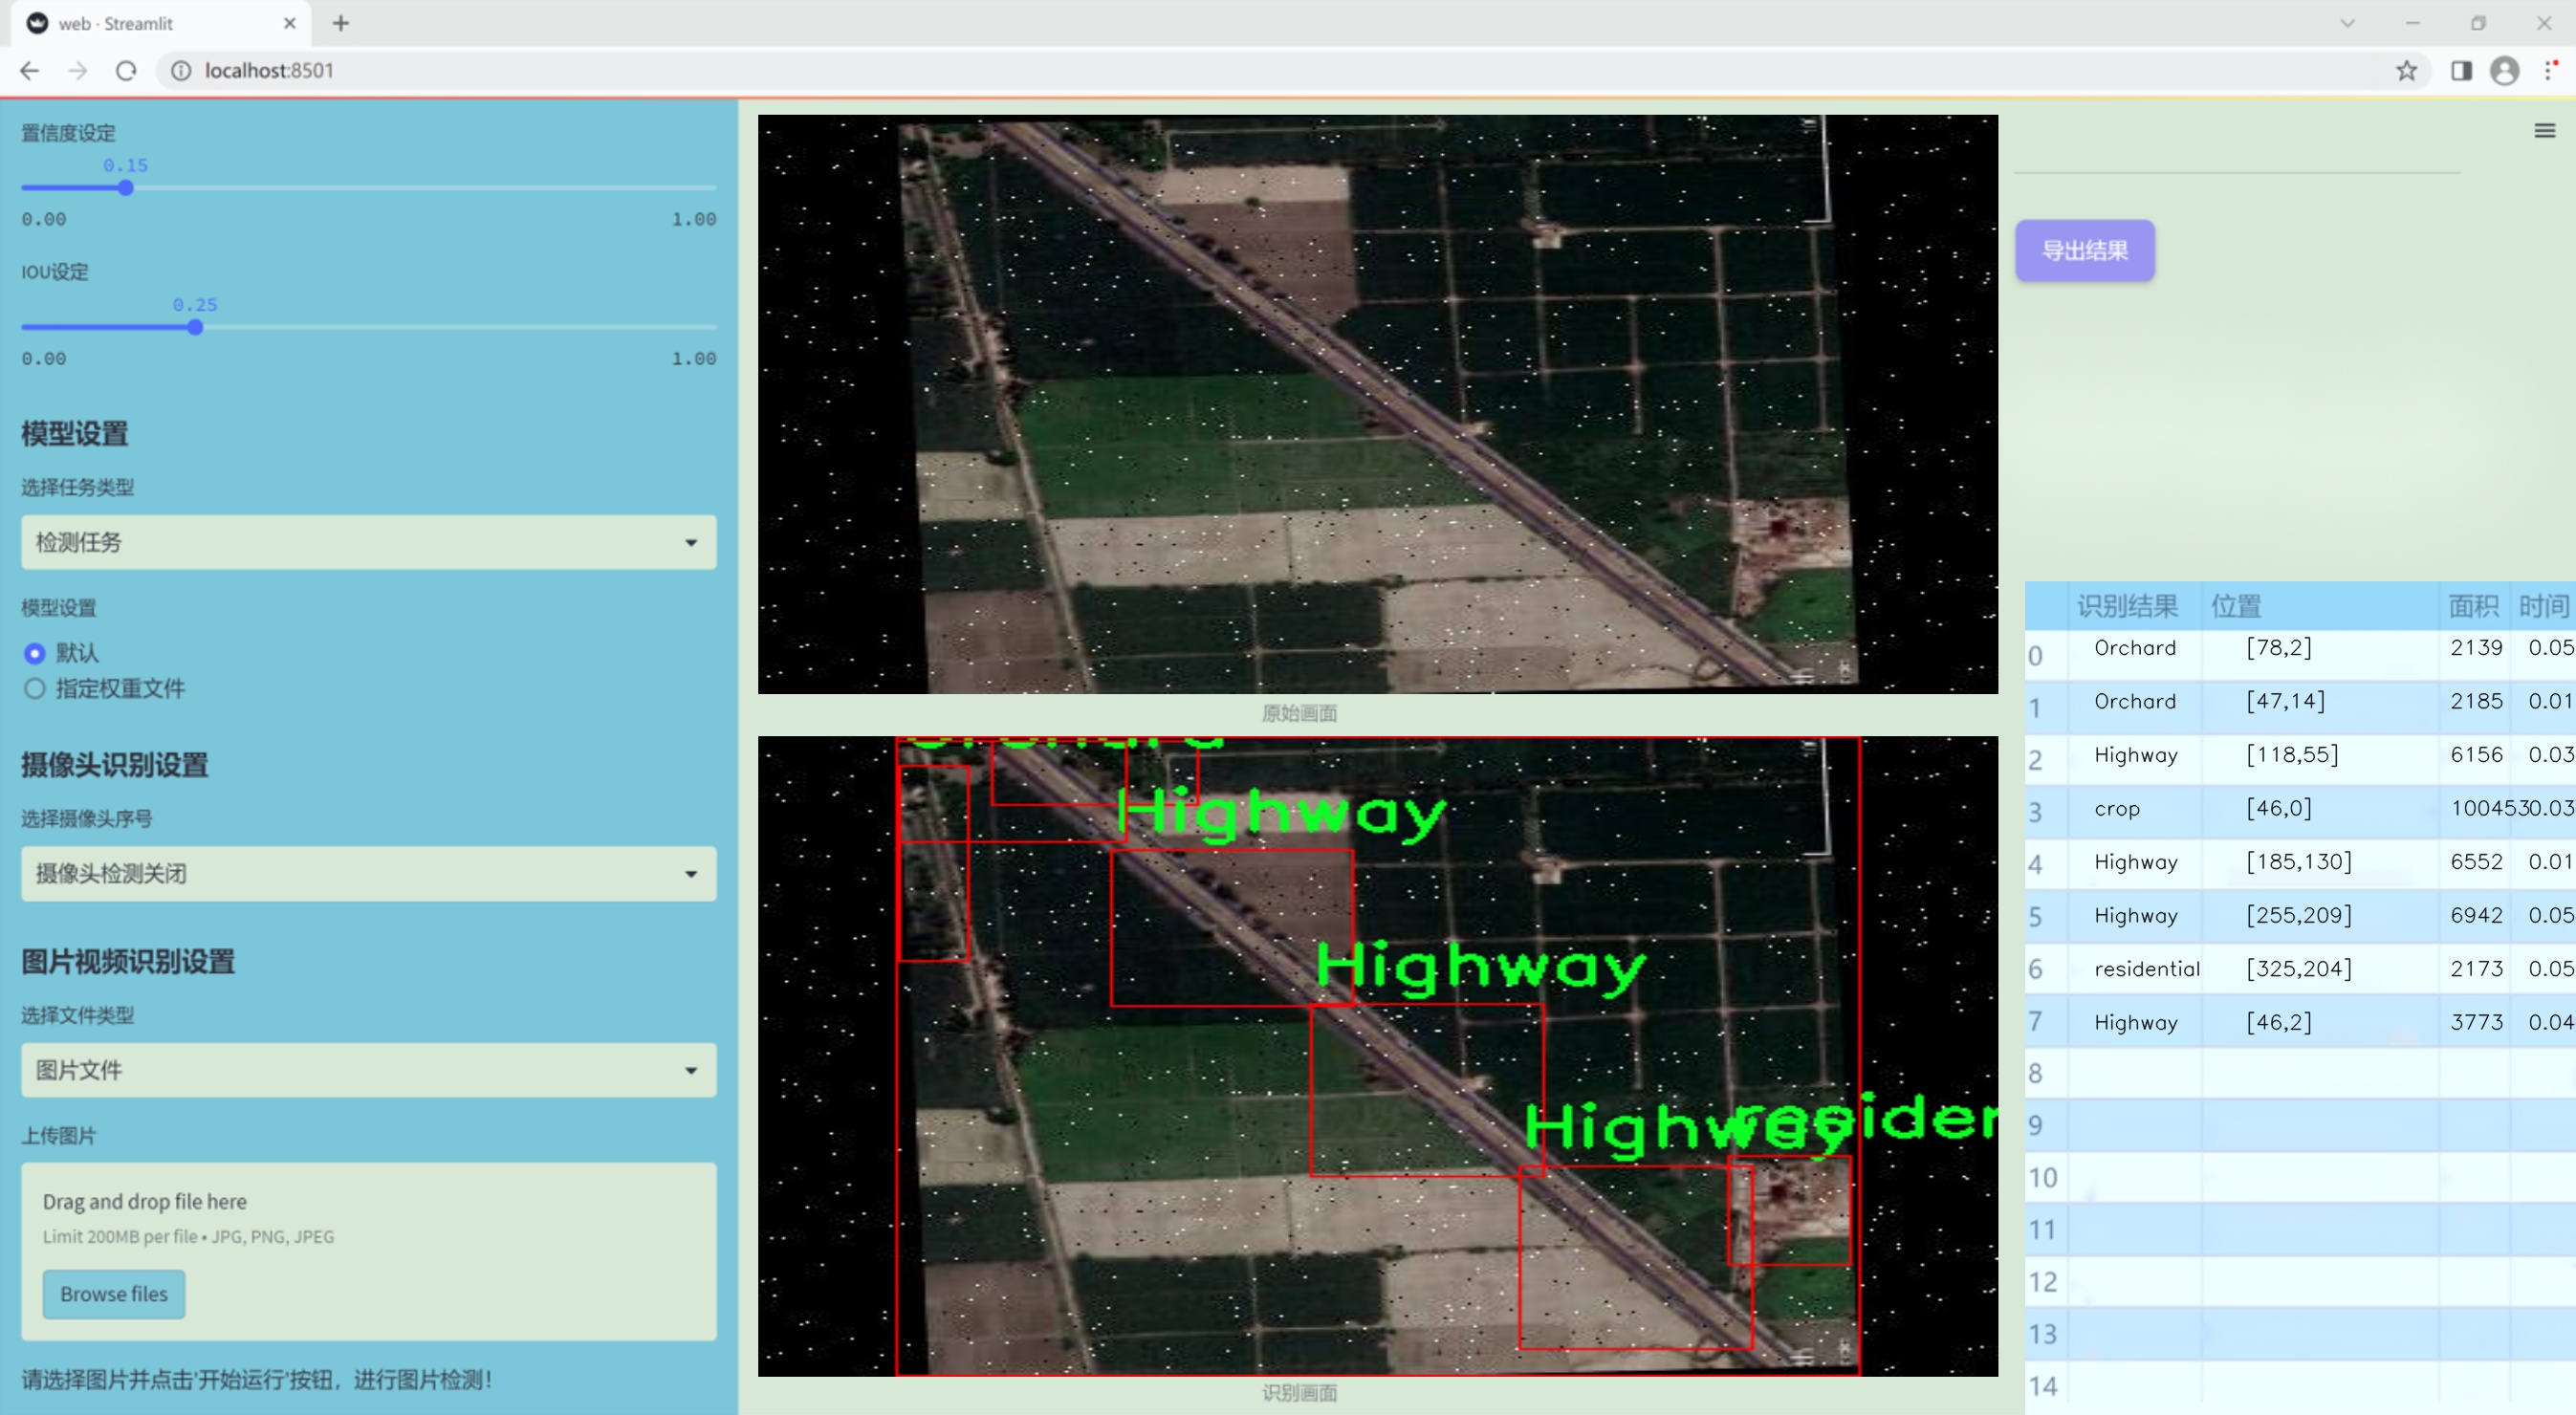 web · Streamlit
localhost:8501
置信度设定
0.15
0.00 1.00
IOU设定
0.25
0.00 1.00
模型设置
选择任务类型
检测任务
模型设置
默认
指定权重文件
摄像头识别设置
选择摄像头序号
摄像头检测关闭
图片视频识别设置
选择文件类型
图片文件
上传图片
Drag and drop file here
Limit 200MB per file • JPG, PNG, JPEG
Browse files
请选择图片并点击'开始运行'按钮，进行图片检测！
原始画面
Orchard
Highway
Highway
Highway
residen
识别画面
导出结果
识别结果 位置 面积 时间
0 Orchard [78,2] 2139 0.05
1 Orchard [47,14] 2185 0.01
2 Highway [118,55] 6156 0.03
3 crop [46,0] 100453 0.03
4 Highway [185,130] 6552 0.01
5 Highway [255,209] 6942 0.05
6 residential [325,204] 2173 0.05
7 Highway [46,2] 3773 0.04
8
9
10
11
12
13
14